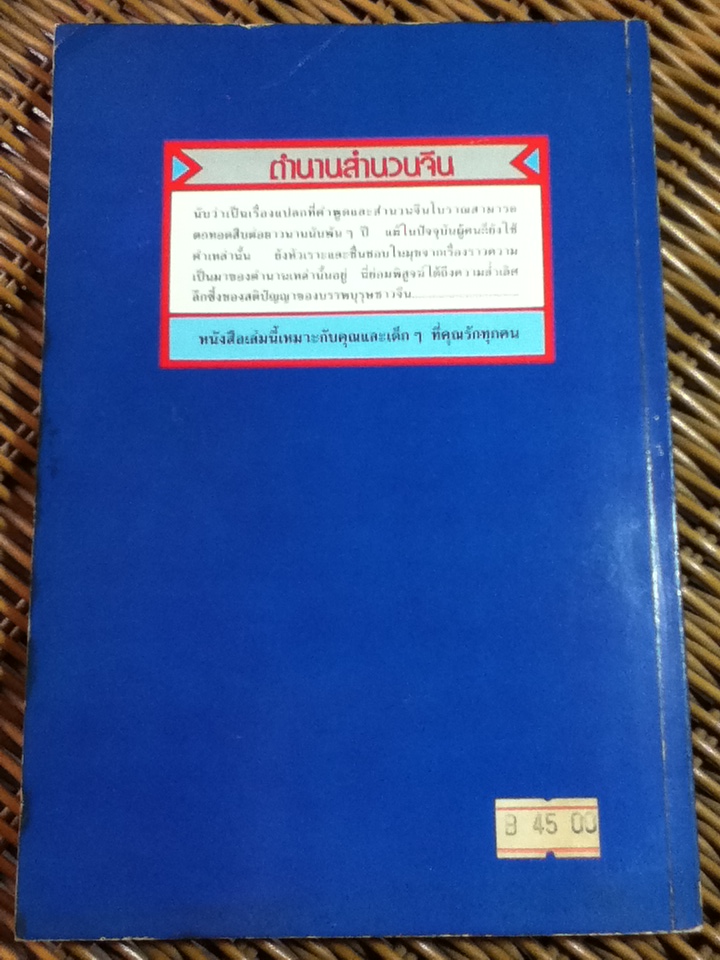 ตำนานสำนวนจีน
นับว่าเป็นเรื่องแปลกที่คำพูดและสำนวนจีนโบราณสามารถ
ตกทอดสืบต่อยาวนานนับพัน ๆ ปี แต่ในปัจจุบันผู้คนก็ยังใช้
คำเหล่านั้น ยังหัวเราะและชื่นชอบในมุขจากเรื่องราวความ
เป็นมาของตำนานเหล่านั้นอยู่ นี่ย่อมพิสูจน์ได้ถึงความล้ำเลิศ
ลึกซึ้งของสติปัญญาของบรรพบุรุษชาวจีน....................
หนังสือเล่มนี้เหมาะกับคุณและเด็ก ๆ ที่คุณรักทุกคน
B 45 00